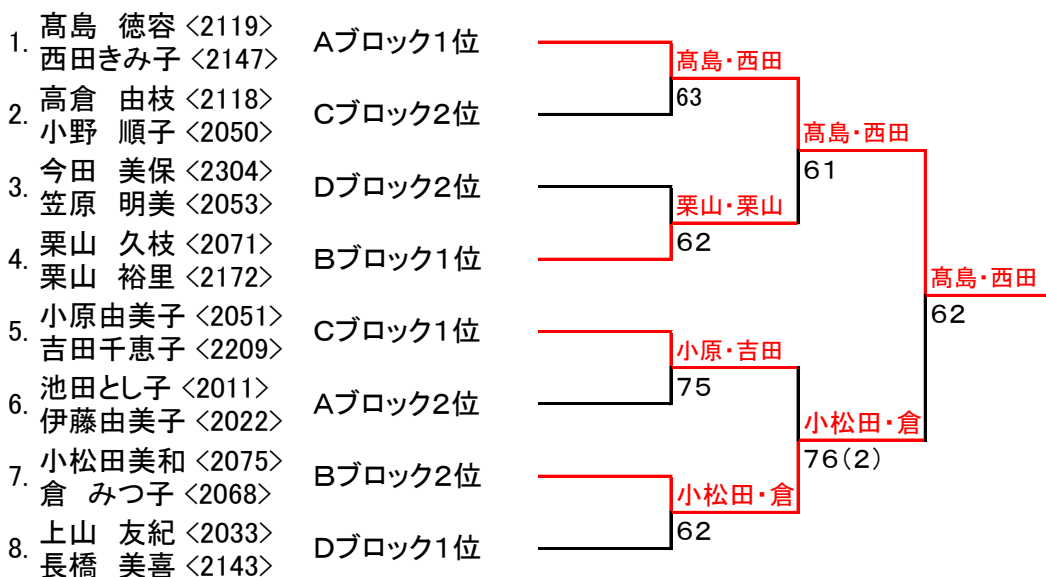 1. 髙島 徳容 <2119>
西田きみ子 <2147>
Aブロック1位
2. 高倉 由枝 <2118>
小野 順子 <2050>
Cブロック2位
3. 今田 美保 <2304>
笠原 明美 <2053>
Dブロック2位
4. 栗山 久枝 <2071>
栗山 裕里 <2172>
Bブロック1位
5. 小原由美子 <2051>
吉田千恵子 <2209>
Cブロック1位
6. 池田とし子 <2011>
伊藤由美子 <2022>
Aブロック2位
7. 小松田美和 <2075>
倉 みつ子 <2068>
Bブロック2位
8. 上山 友紀 <2033>
長橋 美喜 <2143>
Dブロック1位
髙島・西田
63
栗山・栗山
62
小原・吉田
75
小松田・倉
62
髙島・西田
61
小松田・倉
76(2)
髙島・西田
62